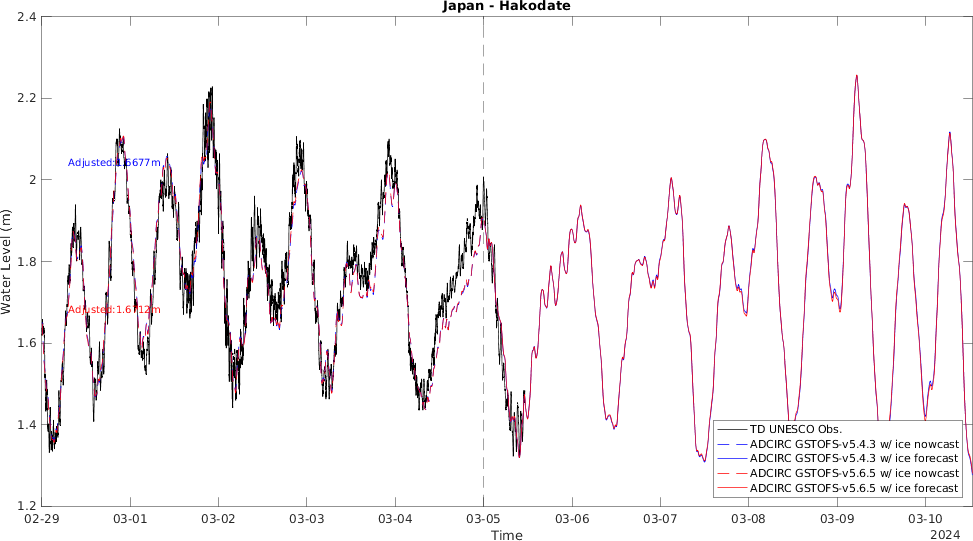 Japan - Hakodate
2.4
2.2
2
1.8
1.6
1.4
1.2
Water Level (m)
Adjusted:1.6677m
Adjusted:1.6712m
TD UNESCO Obs.
ADCIRC GSTOFS-v5.4.3 w/ ice nowcast
ADCIRC GSTOFS-v5.4.3 w/ ice forecast
ADCIRC GSTOFS-v5.6.5 w/ ice nowcast
ADCIRC GSTOFS-v5.6.5 w/ ice forecast
02-29 03-01 03-02 03-03 03-04 03-05 03-06 03-07 03-08 03-09 03-10
Time
2024